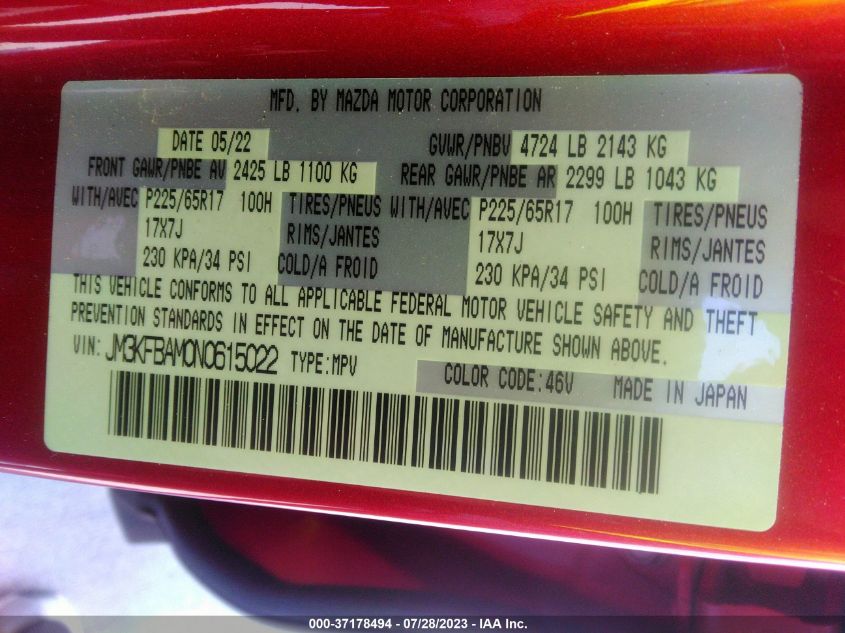 MFD. BY MAZDA MOTOR CORPORATION
DATE 05/22 GVWR/PNBV 4724 LB 2143 KG
FRONT GAWR/PNBE AV 2425 LB 1100 KG REAR GAWR/PNBE AR 2299 LB 1043 KG
WITH/AVEC P225/65R17 100H TIRES/PNEUS WITH/AVEC P225/65R17 100H TIRES/PNEUS
17X7J RIMS/JANTES 17X7J RIMS/JANTES
230 KPA/34 PSI COLD/A FROID 230 KPA/34 PSI COLD/A FROID
THIS VEHICLE CONFORMS TO ALL APPLICABLE FEDERAL MOTOR VEHICLE SAFETY AND THEFT
PREVENTION STANDARDS IN EFFECT ON THE DATE OF MANUFACTURE SHOWN ABOVE.
VIN: JM3KFBAM0N0615022 TYPE:MPV
COLOR CODE:46V MADE IN JAPAN
000-37178494 - 07/28/2023 - IAA Inc.